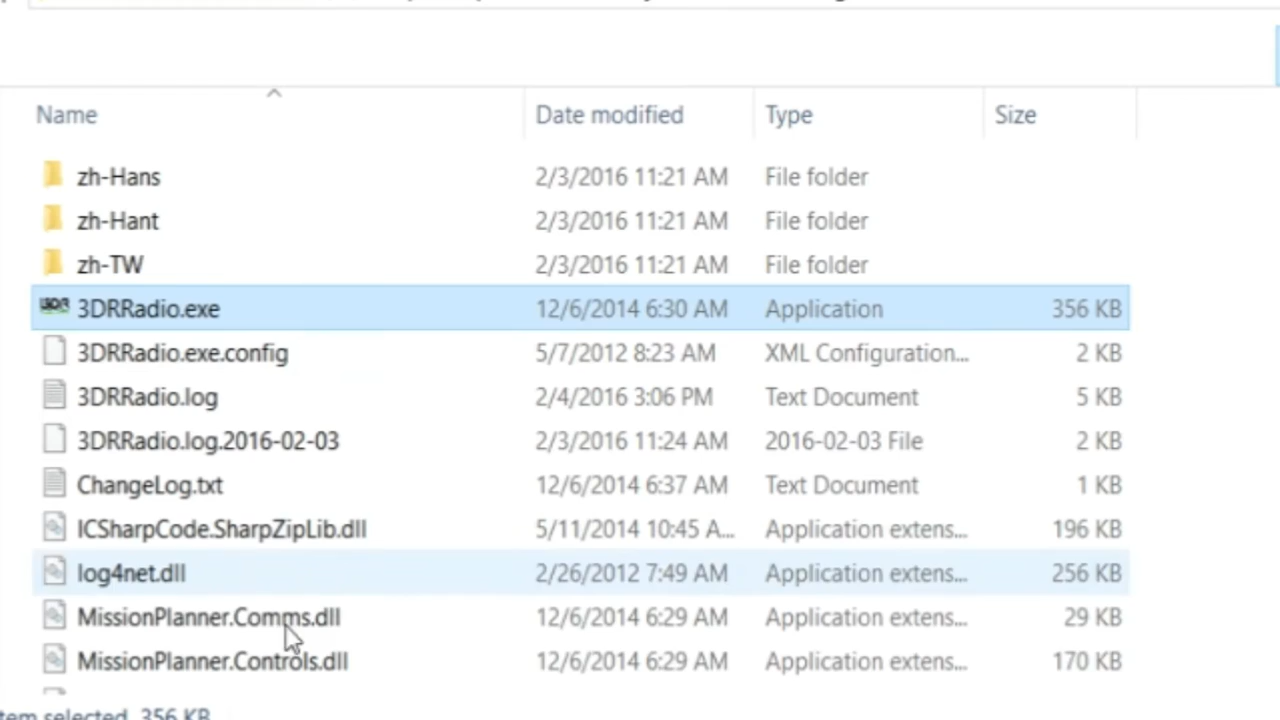 Name Date modified Type Size
zh-Hans 2/3/2016 11:21 AM File folder
zh-Hant 2/3/2016 11:21 AM File folder
zh-TW 2/3/2016 11:21 AM File folder
3DRRadio.exe 12/6/2014 6:30 AM Application 356 KB
3DRRadio.exe.config 5/7/2012 8:23 AM XML Configuration... 2 KB
3DRRadio.log 2/4/2016 3:06 PM Text Document 5 KB
3DRRadio.log.2016-02-03 2/3/2016 11:24 AM 2016-02-03 File 2 KB
ChangeLog.txt 12/6/2014 6:37 AM Text Document 1 KB
ICSharpCode.SharpZipLib.dll 5/11/2014 10:45 A... Application extens... 196 KB
log4net.dll 2/26/2012 7:49 AM Application extens... 256 KB
MissionPlanner.Comms.dll 12/6/2014 6:29 AM Application extens... 29 KB
MissionPlanner.Controls.dll 12/6/2014 6:29 AM Application extens... 170 KB
tem selected 356 KB